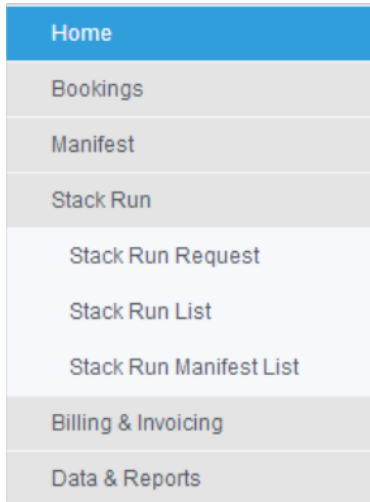 Home
Bookings
Manifest
Stack Run
Stack Run Request
Stack Run List
Stack Run Manifest List
Billing & Invoicing
Data & Reports